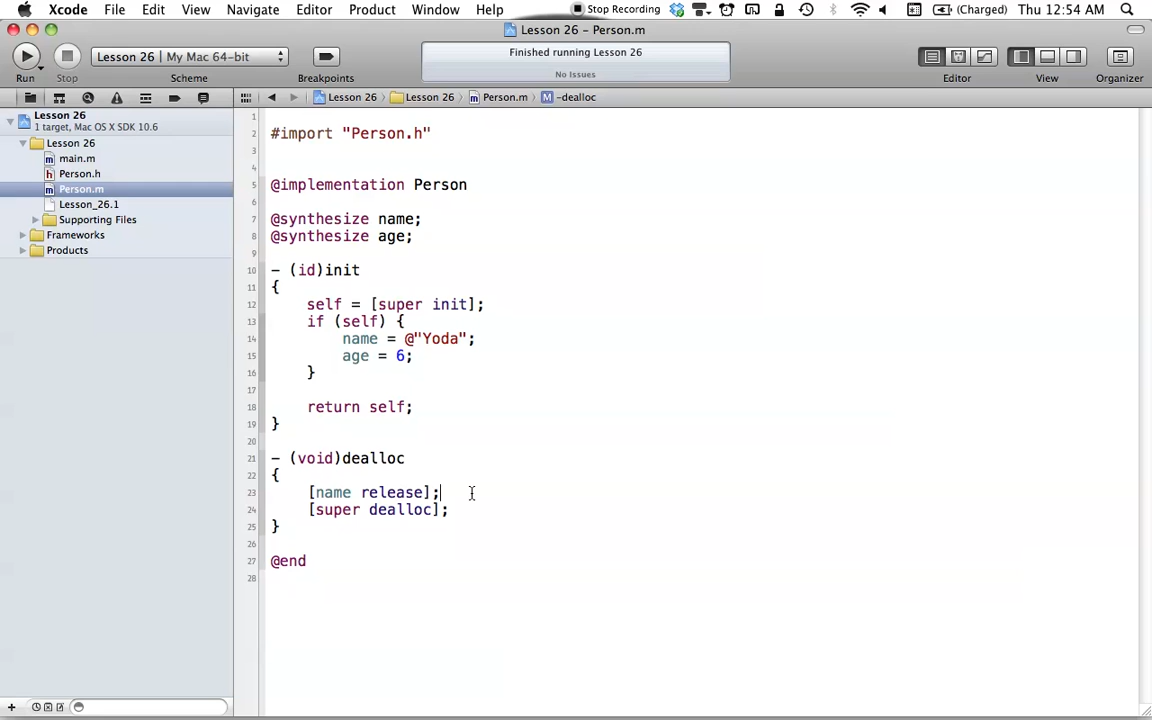 Xcode File Edit View Navigate Editor Product Window Help Stop Recording (Charged) Thu 12:54 AM
Lesson 26 – Person.m
Lesson 26 | My Mac 64-bit
Finished running Lesson 26
No Issues
Run Stop Scheme Breakpoints Editor View Organizer
Lesson 26 Lesson 26 Person.m M -dealloc
Lesson 26
1 target, Mac OS X SDK 10.6
Lesson 26
m main.m
h Person.h
m Person.m
Lesson_26.1
Supporting Files
Frameworks
Products
1
2 #import "Person.h"
3
4
5 @implementation Person
6
7 @synthesize name;
8 @synthesize age;
9
10 - (id)init
11 {
12 self = [super init];
13 if (self) {
14 name = @"Yoda";
15 age = 6;
16 }
17
18 return self;
19 }
20
21 - (void)dealloc
22 {
23 [name release];
24 [super dealloc];
25 }
26
27 @end
28